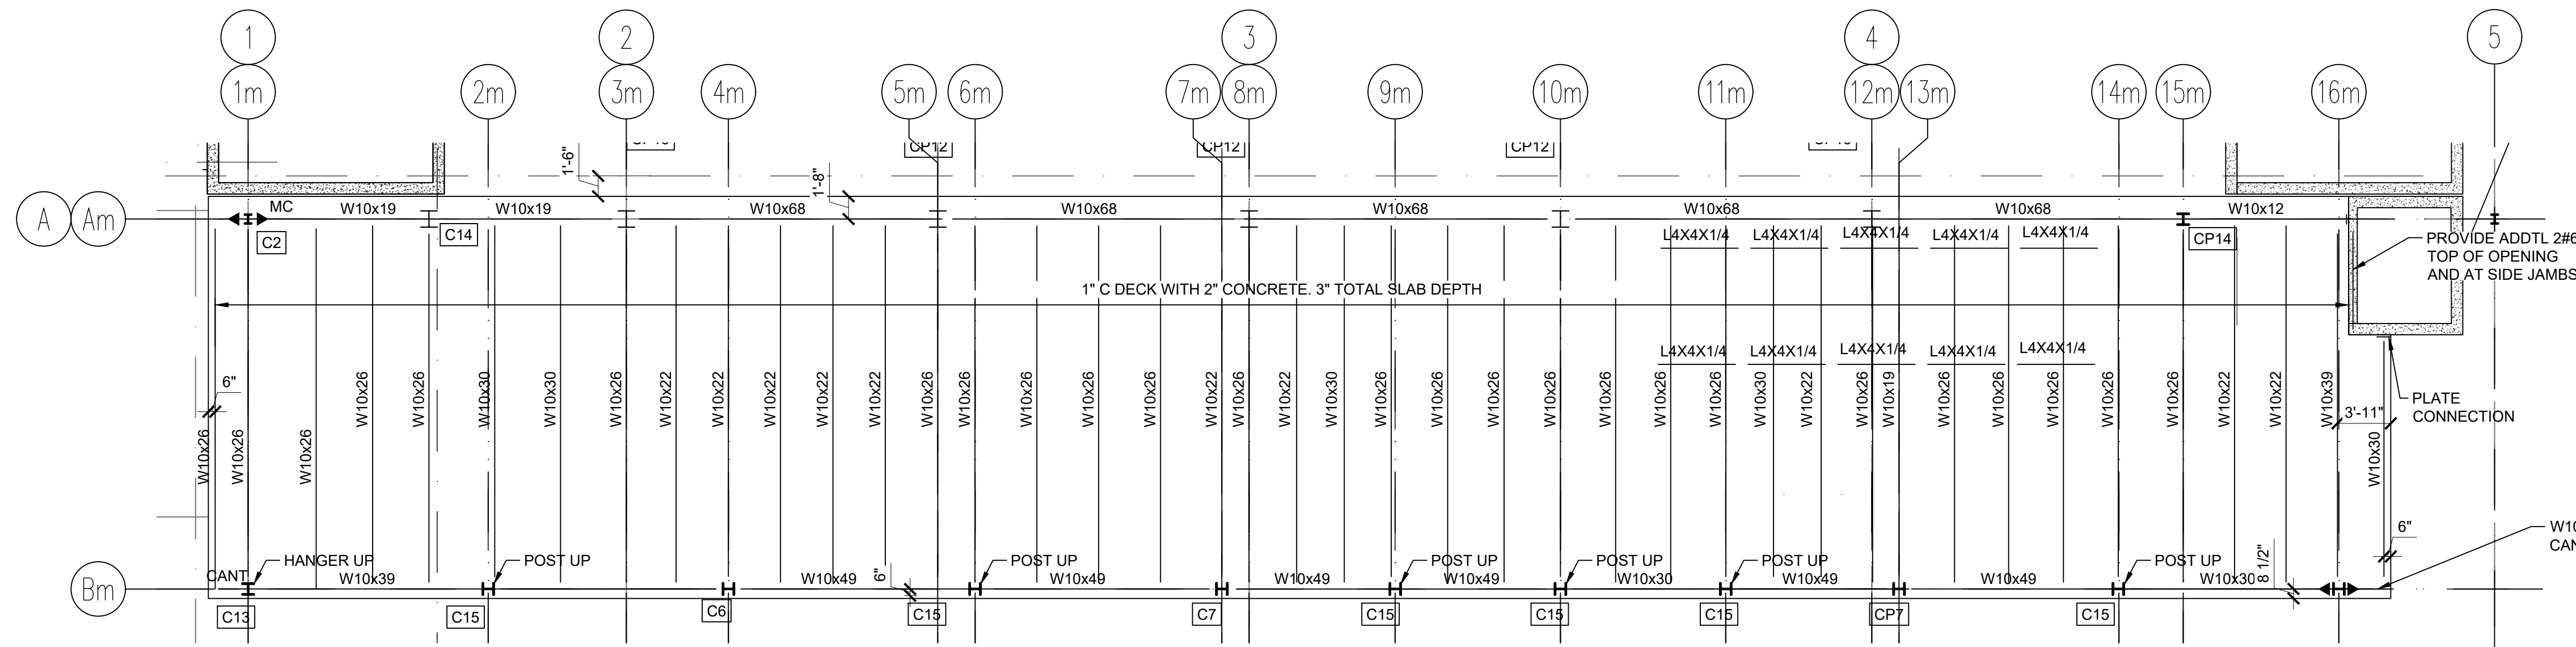 1 2 3 4 5
1m 2m 3m 4m 5m 6m 7m 8m 9m 10m 11m 12m 13m 14m 15m 16m
CP12 CP12 CP12
1'-6"
1'-8"
A Am
MC W10x19 W10x19 W10x68 W10x68 W10x68 W10x68 W10x68 W10x12
C2 C14 CP14
L4X4X1/4 L4X4X1/4 L4X4X1/4 L4X4X1/4 L4X4X1/4
PROVIDE ADDTL 2#6
TOP OF OPENING
AND AT SIDE JAMBS
1" C DECK WITH 2" CONCRETE. 3" TOTAL SLAB DEPTH
L4X4X1/4 L4X4X1/4 L4X4X1/4 L4X4X1/4 L4X4X1/4
6"
W10x26
W10x26
W10x26
W10x26
W10x26
W10x30
W10x30
W10x26
W10x22
W10x22
W10x22
W10x22
W10x22
W10x26
W10x26
W10x26
W10x26
W10x26
W10x22
W10x26
W10x22
W10x30
W10x26
W10x26
W10x26
W10x26
W10x26
W10x26
W10x26
W10x30
W10x22
W10x26
W10x19
W10x26
W10x26
W10x26
W10x26
W10x26
W10x22
W10x22
W10x39
3'-11"
W10x30
PLATE
CONNECTION
6"
8 1/2"
HANGER UP POST UP POST UP POST UP POST UP POST UP POST UP
CANT
Bm
W10x39 W10x49 W10x49 W10x49 W10x49 W10x30 W10x49 W10x49 W10x30
6"
C13 C15 C6 C15 C7 C15 C15 C15 CP7 C15